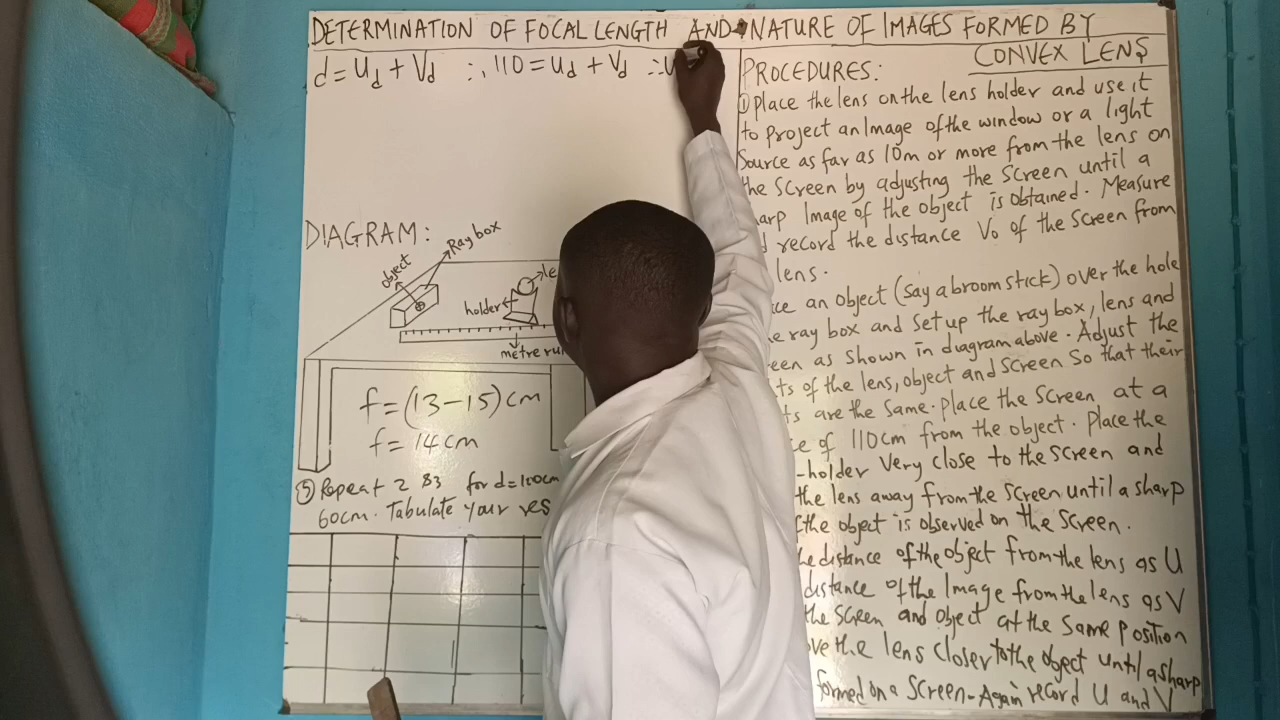 DETERMINATION OF FOCAL LENGTH AND NATURE OF IMAGES FORMED BY
CONVEX LENS
d = Ud + Vd ∴ 110 = Ud + Vd ∴ U
DIAGRAM:
Ray box
object
holder
metre
f = (13 - 15) cm
f = 14 cm
⑤ Repeat 2 &3 for d=100cm
60cm. Tabulate your
PROCEDURES:
① Place the lens on the lens holder and use it
to project an Image of the window or a light
Source as far as 10m or more from the lens on
the Screen by adjusting the Screen until a
Image of the object is obtained. Measure
record the distance Vo of the Screen from
lens.
an object (say a broom stick) over the hole
ray box and Set up the ray box, lens and
as shown in diagram above. Adjust the
of the lens, object and Screen So that their
are the Same. Place the Screen at a
of 110cm from the object. Place the
-holder Very close to the Screen and
the lens away from the Screen until a sharp
the object is observed on the Screen.
distance of the object from the lens as U
distance of the Image from the lens as V
the Screen and Object at the Same position
the lens Closer to the object until a sharp
formed on a Screen-Again record U and V